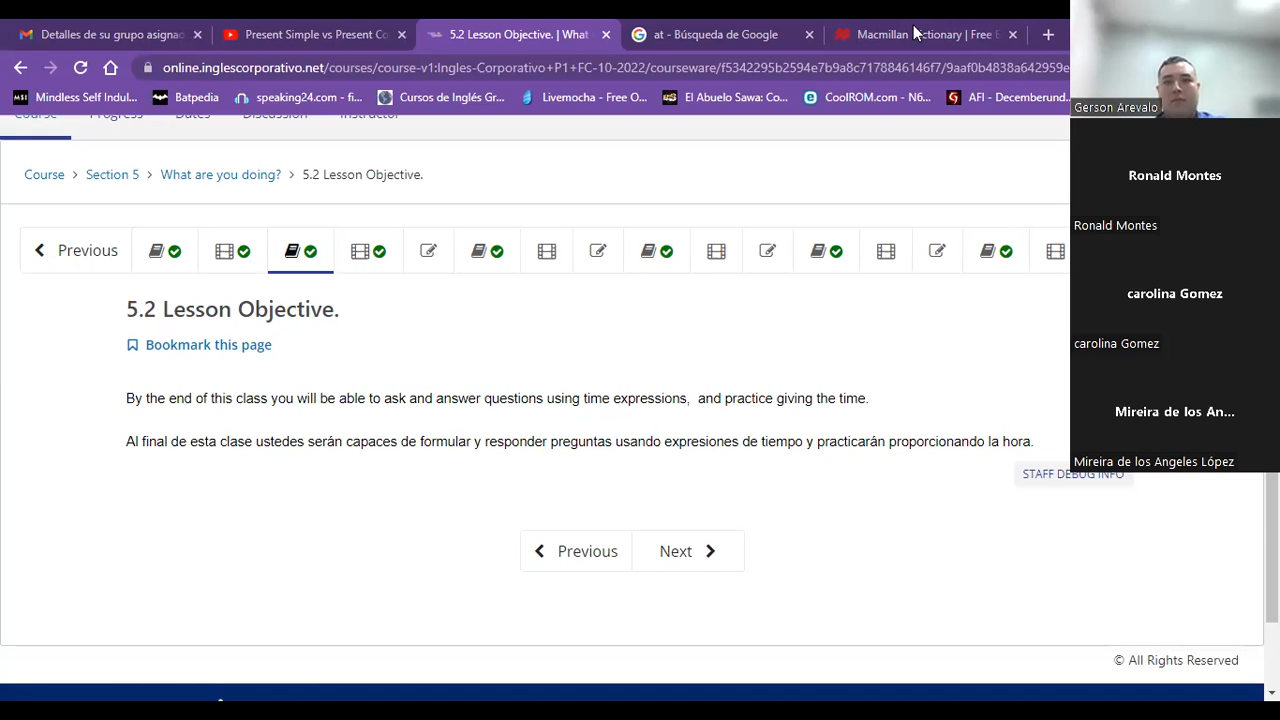 Detalles de su grupo asignac
Present Simple vs Present Co
5.2 Lesson Objective. | What
at - Búsqueda de Google
Macmillan Dictionary | Free E
online.inglescorporativo.net/courses/course-v1:Ingles-Corporativo+P1+FC-10-2022/courseware/f5342295b2594e7b9a8c7178846146f7/9aaf0b4838a642959e
Mindless Self Indul...
Batpedia
speaking24.com - fi...
Cursos de Inglés Gr...
Livemocha - Free O...
El Abuelo Sawa: Co...
CoolROM.com - N6...
AFI - Decemberund...
Course Progress Dates Discussion Instructor
Course > Section 5 > What are you doing? > 5.2 Lesson Objective.
Previous
5.2 Lesson Objective.
Bookmark this page
By the end of this class you will be able to ask and answer questions using time expressions, and practice giving the time.
Al final de esta clase ustedes serán capaces de formular y responder preguntas usando expresiones de tiempo y practicarán proporcionando la hora.
STAFF DEBUG INFO
Previous
Next
© All Rights Reserved
Gerson Arevalo
Ronald Montes
Ronald Montes
carolina Gomez
carolina Gomez
Mireira de los An...
Mireira de los Angeles López